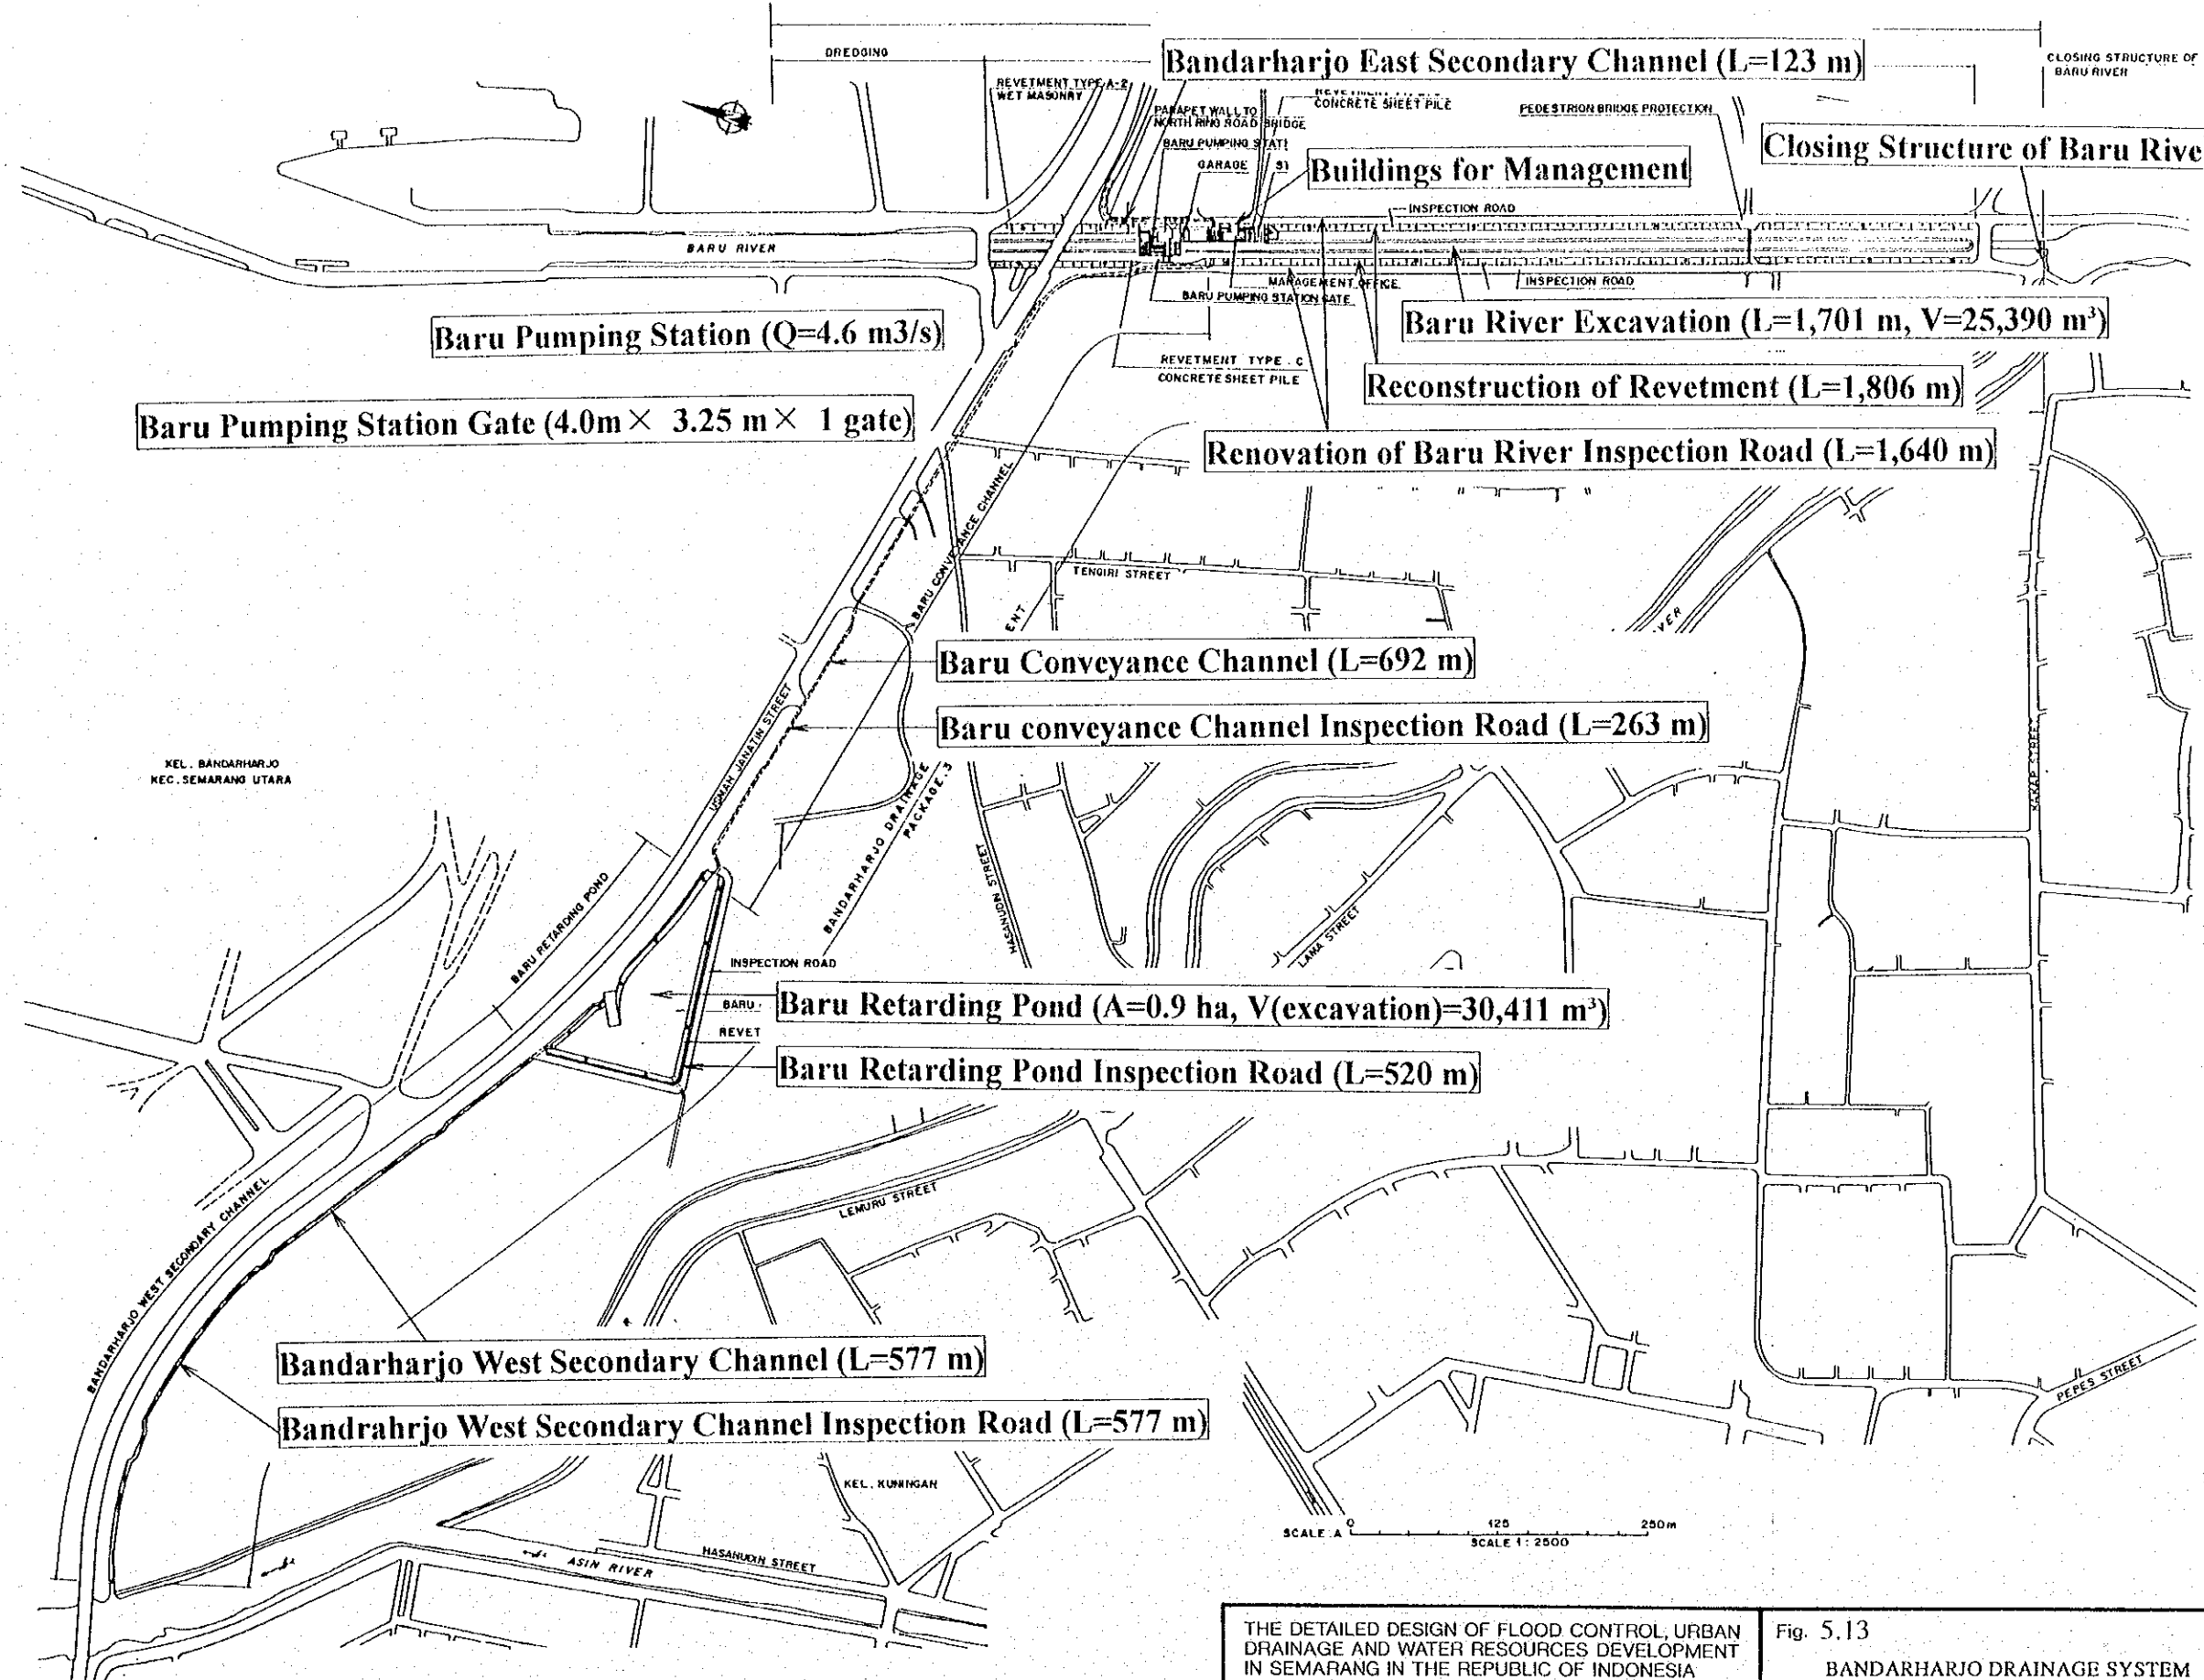 DREDGING
CLOSING STRUCTURE OF
BARU RIVER
Bandarharjo East Secondary Channel (L=123 m)
REVETMENT TYPE A-2
WET MASONRY
CONCRETE SHEET PILE
PARAPET WALL TO
NORTH RING ROAD BRIDGE
PEDESTRION BRIDGE PROTECTION
BARU PUMPING STATI
GARAGE
Closing Structure of Baru Rive
Buildings for Management
INSPECTION ROAD
BARU RIVER
MANAGEMENT OFFICE
INSPECTION ROAD
BARU PUMPING STATION GATE
Baru Pumping Station (Q=4.6 m3/s)
Baru River Excavation (L=1,701 m, V=25,390 m³)
REVETMENT TYPE . C
CONCRETE SHEET PILE
Reconstruction of Revetment (L=1,806 m)
Baru Pumping Station Gate (4.0m× 3.25 m× 1 gate)
Renovation of Baru River Inspection Road (L=1,640 m)
BARU CONVEYANCE CHANNEL
TENGIRI STREET
ENT
VER
Baru Conveyance Channel (L=692 m)
USMAN JANATIN STREET
Baru conveyance Channel Inspection Road (L=263 m)
KAKAP STREET
KEL. BANDARHARJO
KEC. SEMARANG UTARA
BANDARHARJO DRAINAGE
PACKAGE.3
HASANUDIN STREET
LAMA STREET
BARU RETARDING POND
INSPECTION ROAD
BARU
Baru Retarding Pond (A=0.9 ha, V(excavation)=30,411 m³)
REVET
Baru Retarding Pond Inspection Road (L=520 m)
LEMURU STREET
BANDARHARJO WEST SECONDARY CHANNEL
Bandarharjo West Secondary Channel (L=577 m)
PEPES STREET
Bandrahrjo West Secondary Channel Inspection Road (L=577 m)
KEL. KUNINGAN
SCALE.A 0 125 250m
SCALE 1:2500
HASANUDIN STREET
ASIN RIVER
THE DETAILED DESIGN OF FLOOD CONTROL, URBAN
DRAINAGE AND WATER RESOURCES DEVELOPMENT
IN SEMARANG IN THE REPUBLIC OF INDONESIA
Fig. 5.13
BANDARHARJO DRAINAGE SYSTEM